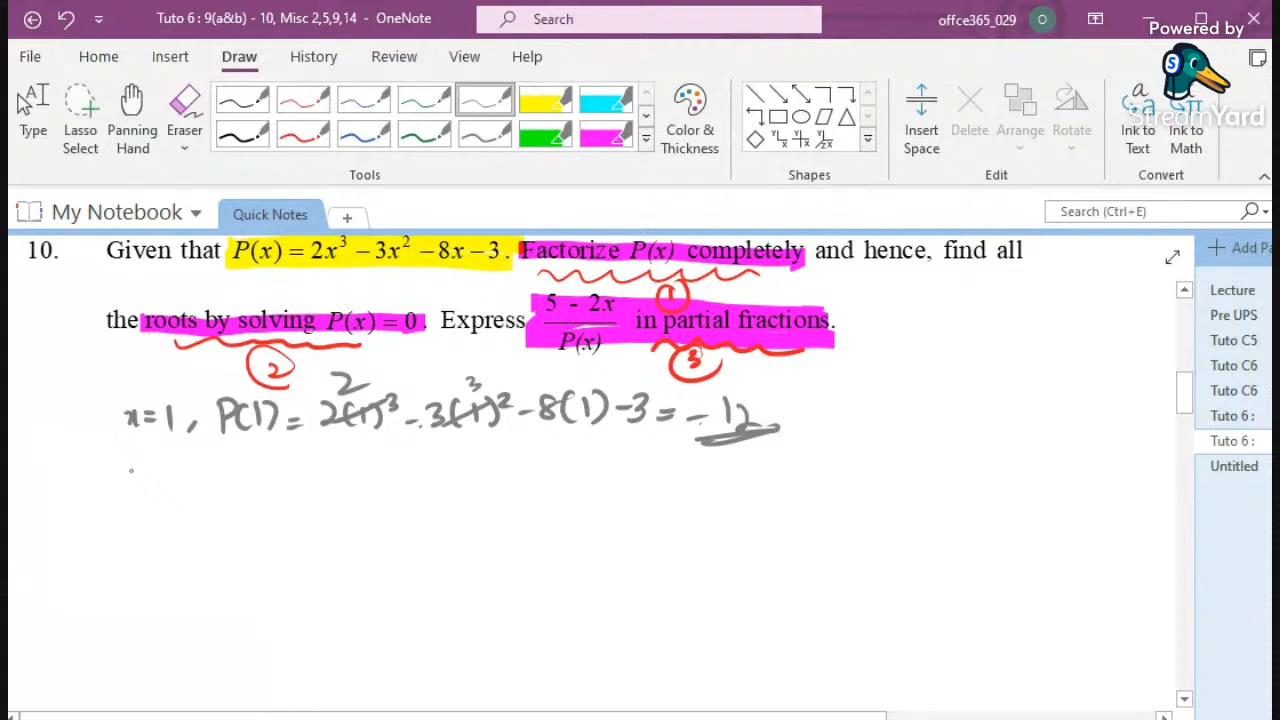 Tuto 6 : 9(a&b) - 10, Misc 2,5,9,14 - OneNote
Search
offce365_029
Powered by
StreamYard
File Home Insert Draw History Review View Help
Type
Lasso Select
Panning Hand
Eraser
Color & Thickness
Insert Space
Delete
Arrange
Rotate
Ink to Text
Ink to Math
Tools
Shapes
Edit
Convert
My Notebook
Quick Notes
Search (Ctrl+E)
Add Pa
Lecture
Pre UPS
Tuto C5
Tuto C6
Tuto C6
Tuto 6 :
Tuto 6 :
Untitled
10. Given that P(x) = 2x³ − 3x² − 8x − 3. Factorize P(x) completely and hence, find all
①
the roots by solving P(x) = 0. Express (5 - 2x)/P(x) in partial fractions.
② ③
2 3
x=1, P(1) = 2(1)³ - 3(1)² - 8(1) - 3 = -12